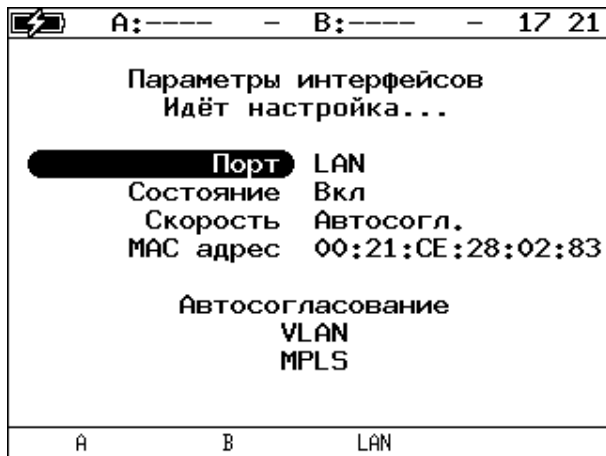 A:---- - B:---- - 17 21
Параметры интерфейсов
Идёт настройка...
Порт LAN
Состояние Вкл
Скорость Автосогл.
MAC адрес 00:21:CE:28:02:83
Автосогласование
VLAN
MPLS
A B LAN